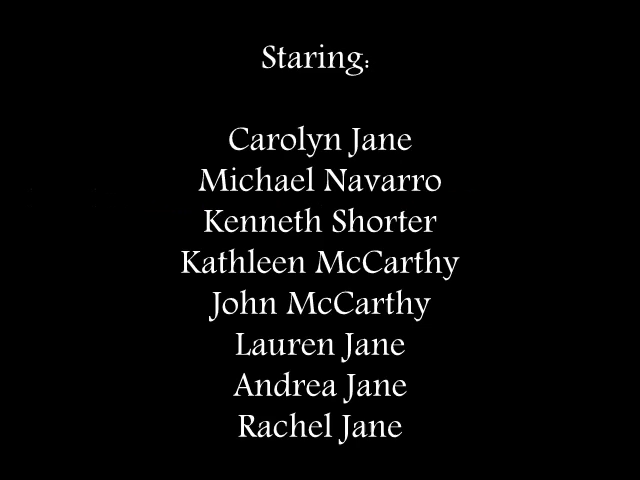 Staring:
Carolyn Jane
Michael Navarro
Kenneth Shorter
Kathleen McCarthy
John McCarthy
Lauren Jane
Andrea Jane
Rachel Jane